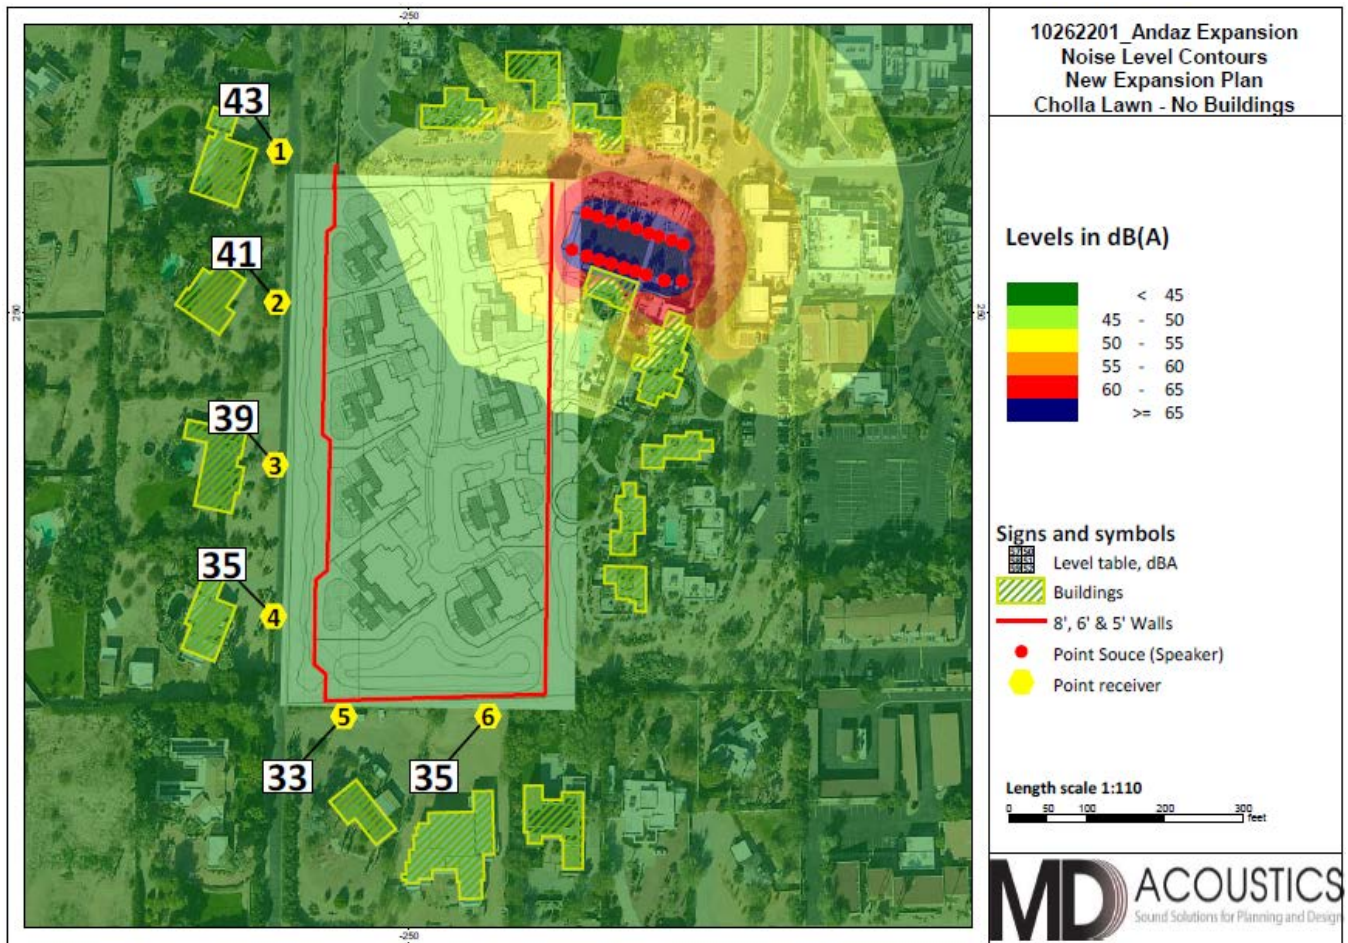 -250
43
1
41
2
250
250
39
3
35
4
5
6
33
35
-250
10262201_Andaz Expansion
Noise Level Contours
New Expansion Plan
Cholla Lawn - No Buildings
Levels in dB(A)
< 45
45 - 50
50 - 55
55 - 60
60 - 65
>= 65
Signs and symbols
Level table, dBA
Buildings
8', 6' & 5' Walls
Point Souce (Speaker)
Point receiver
Length scale 1:110
0 50 100 200 300
feet
MD ACOUSTICS
Sound Solutions for Planning and Design